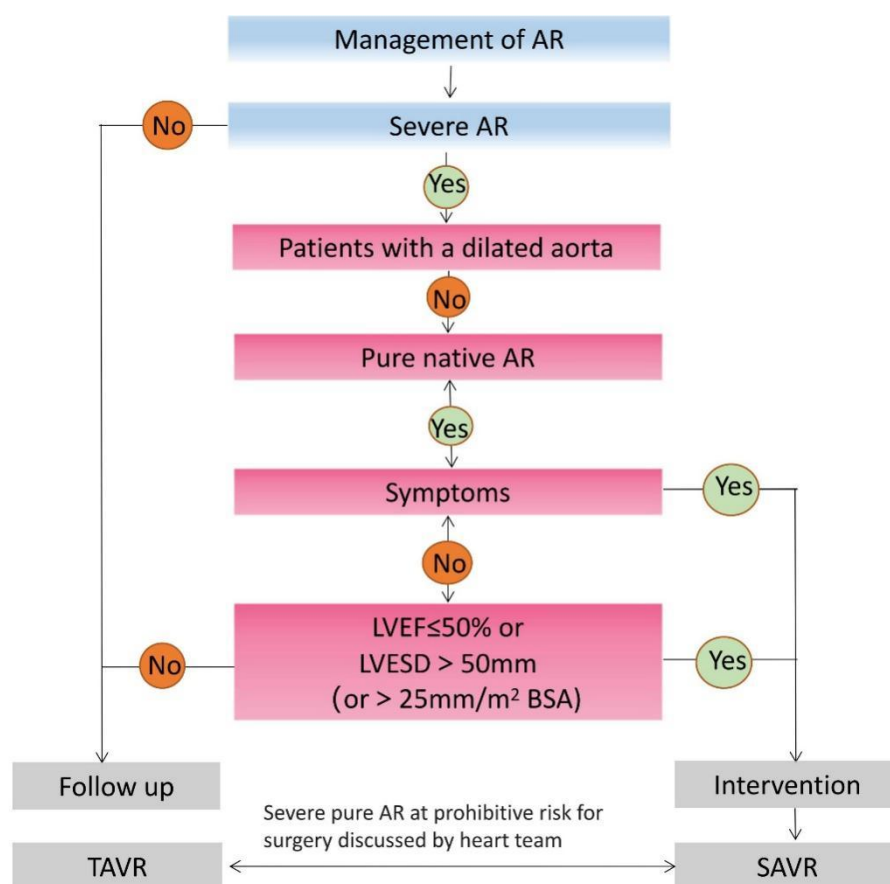 Management of AR
No
Severe AR
Yes
Patients with a dilated aorta
No
Pure native AR
Yes
Symptoms
Yes
No
LVEF≤50% or
LVESD > 50mm
(or > 25mm/m² BSA)
No
Yes
Follow up
Intervention
Severe pure AR at prohibitive risk for
surgery discussed by heart team
TAVR
SAVR